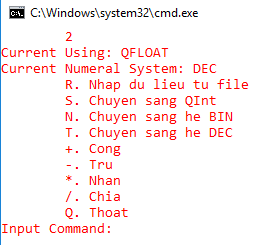 C:\Windows\system32\cmd.exe
2
Current Using: QFLOAT
Current Numeral System: DEC
R. Nhap du lieu tu file
S. Chuyen sang QInt
N. Chuyen sang he BIN
T. Chuyen sang he DEC
+. Cong
-. Tru
*. Nhan
/. Chia
Q. Thoat
Input Command: